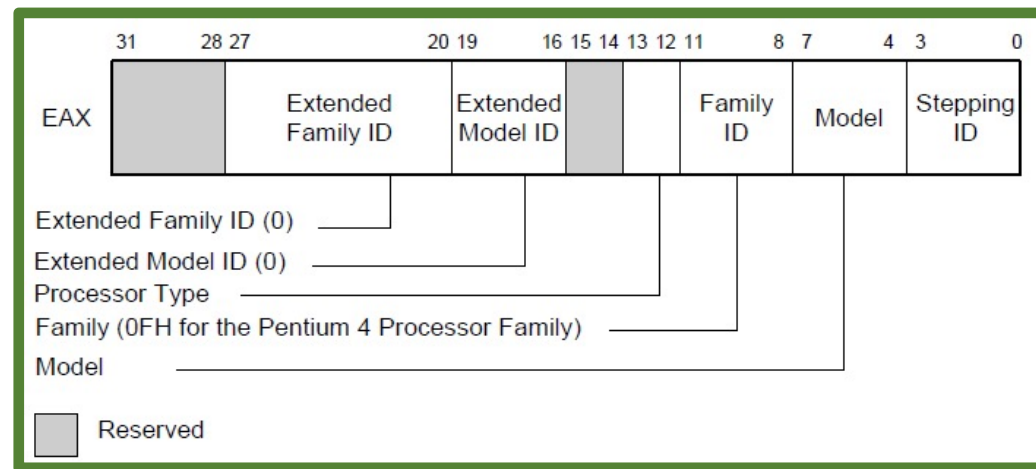 31 28 27 20 19 16 15 14 13 12 11 8 7 4 3 0
EAX
Extended Family ID
Extended Model ID
Family ID
Model
Stepping ID
Extended Family ID (0)
Extended Model ID (0)
Processor Type
Family (0FH for the Pentium 4 Processor Family)
Model
Reserved